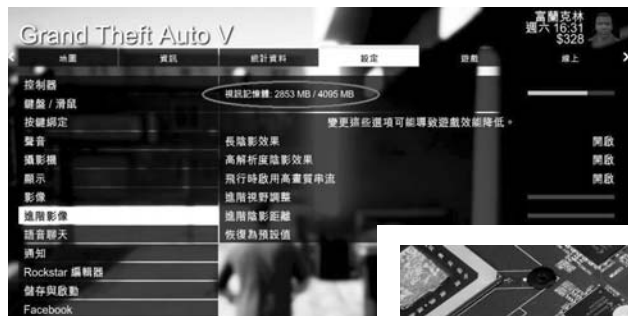 Grand Theft Auto V
富蘭克林
週六 16:31
$328
地圖 資訊 統計資料 設定 遊戲 線上
控制器
鍵盤 / 滑鼠
按鍵綁定
聲音
攝影機
顯示
影像
進階影像
語音聊天
通知
Rockstar 編輯器
儲存與啟動
Facebook
視訊記憶體: 2853 MB / 4095 MB
變更這些選項可能導致遊戲效能降低。
長陰影效果 開啟
高解析度陰影效果 開啟
飛行時啟用高畫質串流 開啟
進階視野調整
進階陰影距離
恢復為預設值